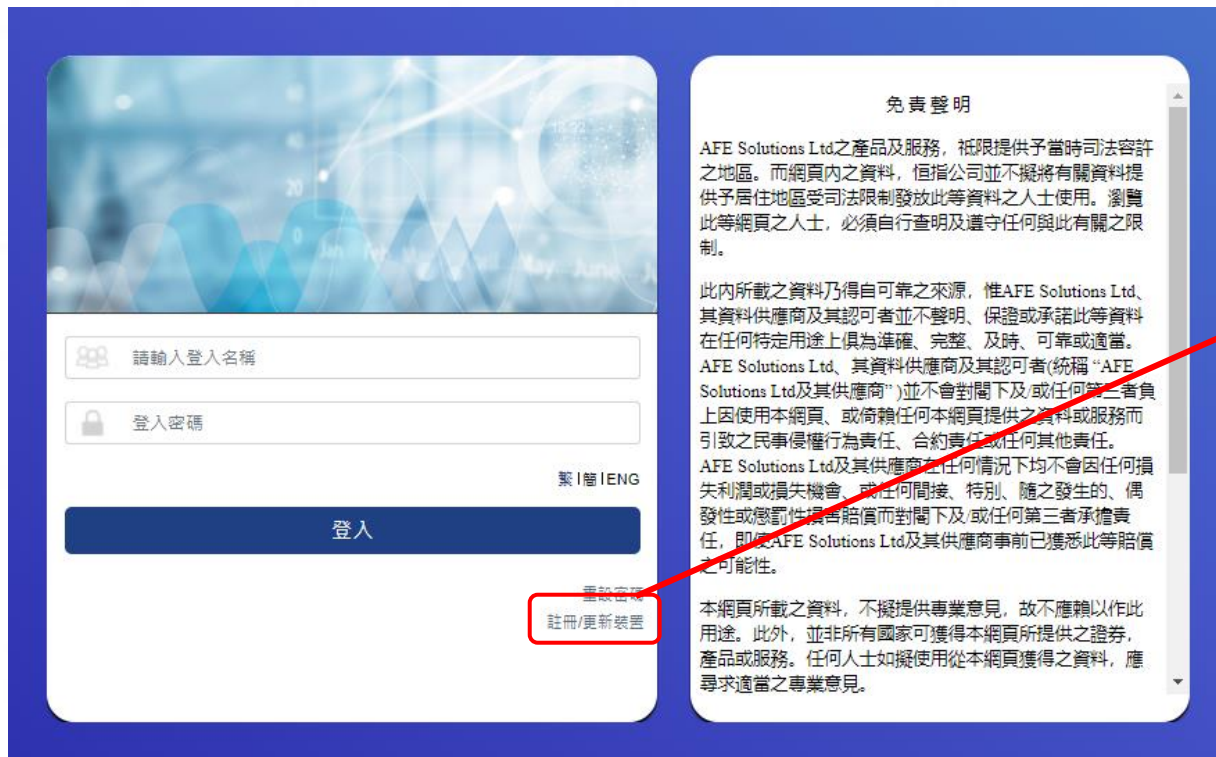 請輸入登入名稱
登入密碼
繁|簡|ENG
登入
重設密碼
註冊/更新裝置
免責聲明
AFE Solutions Ltd之產品及服務，祗限提供予當時司法容許
之地區。而網頁內之資料，恒指公司並不擬將有關資料提
供予居住地區受司法限制發放此等資料之人士使用。瀏覽
此等網頁之人士，必須自行查明及遵守任何與此有關之限
制。
此內所載之資料乃得自可靠之來源，惟AFE Solutions Ltd、
其資料供應商及其認可者並不聲明、保證或承諾此等資料
在任何特定用途上俱為準確、完整、及時、可靠或適當。
AFE Solutions Ltd、其資料供應商及其認可者(統稱 “AFE
Solutions Ltd及其供應商” )並不會對閣下及/或任何第三者負
上因使用本網頁、或倚賴任何本網頁提供之資料或服務而
引致之民事侵權行為責任、合約責任或任何其他責任。
AFE Solutions Ltd及其供應商在任何情況下均不會因任何損
失利潤或損失機會、或任何間接、特別、隨之發生的、偶
發性或懲罰性損害賠償而對閣下及/或任何第三者承擔責
任，即使AFE Solutions Ltd及其供應商事前已獲悉此等賠償
之可能性。
本網頁所載之資料，不擬提供專業意見，故不應賴以作此
用途。此外，並非所有國家可獲得本網頁所提供之證券，
產品或服務。任何人士如擬使用從本網頁獲得之資料，應
尋求適當之專業意見。